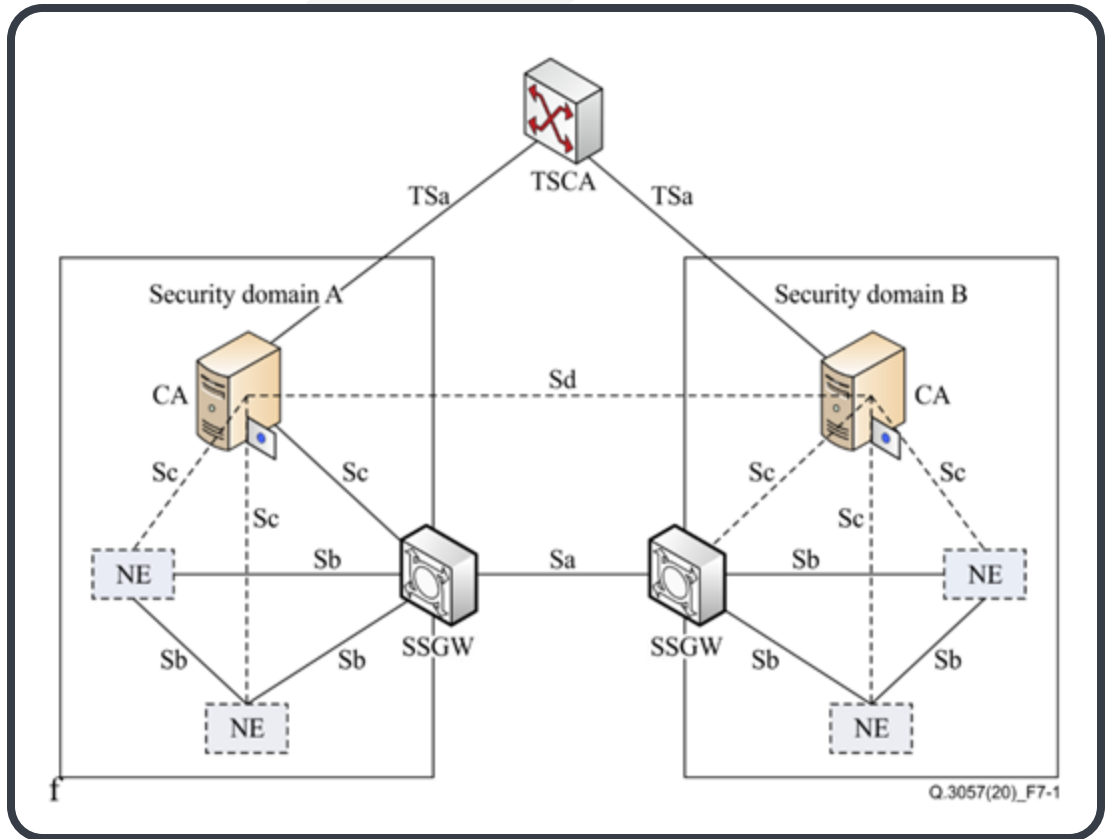 TSCA
TSa
TSa
Security domain A
Security domain B
CA
Sd
CA
Sc
Sc
Sc
Sc
Sc
Sc
NE
Sb
Sa
Sb
NE
SSGW
SSGW
Sb
Sb
Sb
Sb
NE
NE
f
Q.3057(20)_F7-1